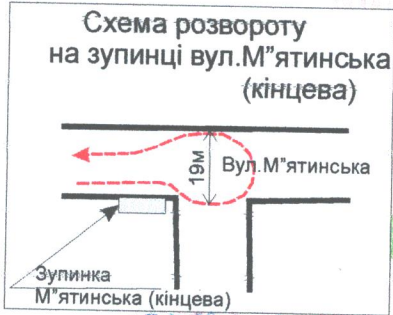 Схема розвороту
на зупинці вул.М"ятинська
(кінцева)
19м
Вул.М"ятинська
Зупинка
М"ятинська (кінцева)